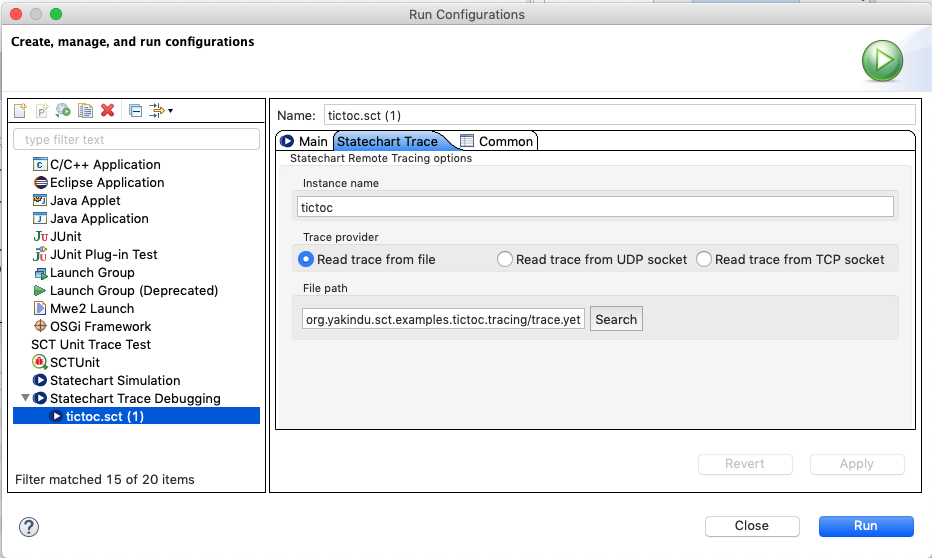 Run Configurations
Create, manage, and run configurations
type filter text
C/C++ Application
Eclipse Application
Java Applet
Java Application
JUnit
JUnit Plug-in Test
Launch Group
Launch Group (Deprecated)
Mwe2 Launch
OSGi Framework
SCT Unit Trace Test
SCTUnit
Statechart Simulation
Statechart Trace Debugging
tictoc.sct (1)
Filter matched 15 of 20 items
Name: tictoc.sct (1)
Main Statechart Trace Common
Statechart Remote Tracing options
Instance name
tictoc
Trace provider
Read trace from file Read trace from UDP socket Read trace from TCP socket
File path
org.yakindu.sct.examples.tictoc.tracing/trace.yet Search
Revert Apply
? Close Run